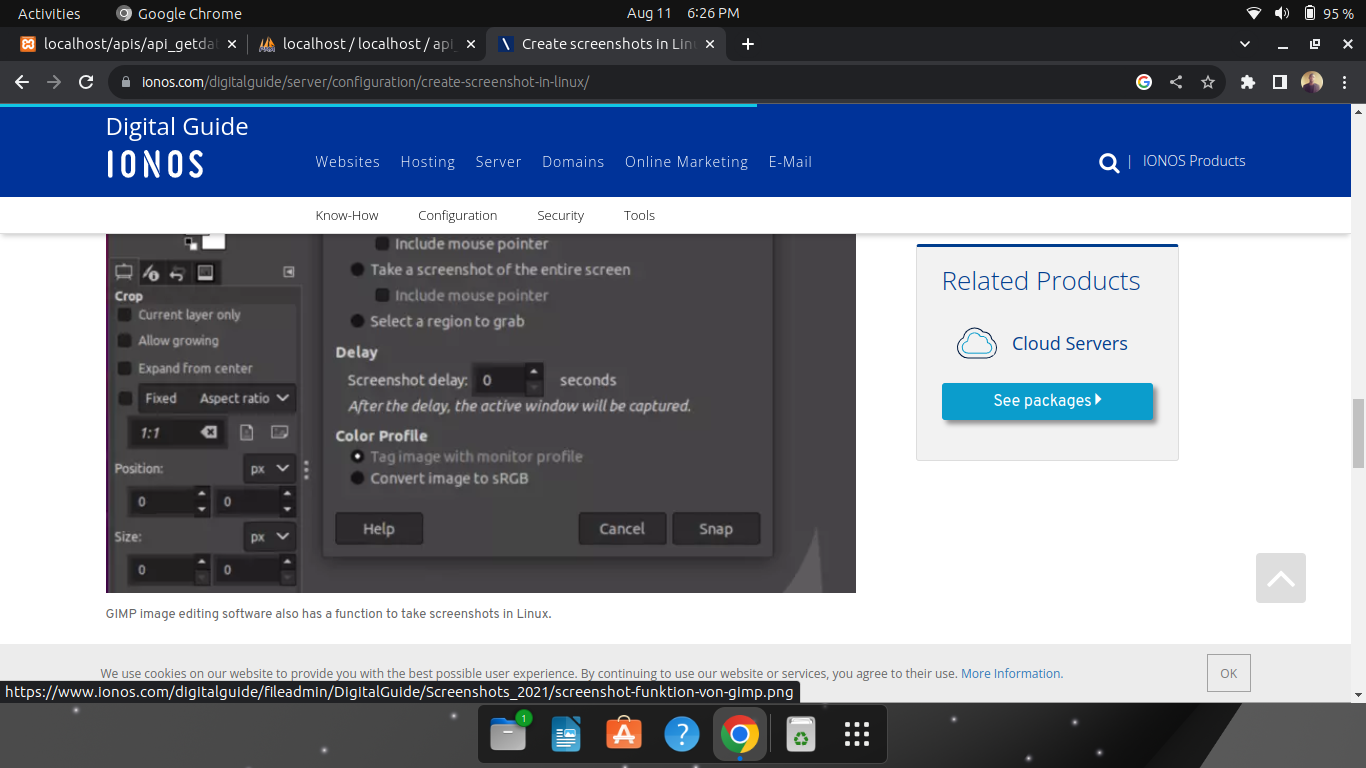 Activities
Google Chrome
Aug 11 6:26 PM
95 %
localhost/apis/api_getda
localhost / localhost / api_
Create screenshots in Lin
ionos.com/digitalguide/server/configuration/create-screenshot-in-linux/
Digital Guide
IONOS
Websites Hosting Server Domains Online Marketing E-Mail
IONOS Products
Know-How Configuration Security Tools
Include mouse pointer
Take a screenshot of the entire screen
Include mouse pointer
Select a region to grab
Delay
Screenshot delay: 0 seconds
After the delay, the active window will be captured.
Color Profile
Tag image with monitor profile
Convert image to sRGB
Help Cancel Snap
Crop
Current layer only
Allow growing
Expand from center
Fixed Aspect ratio
1:1
Position: px
0 0
Size: px
0 0
Related Products
Cloud Servers
See packages
GIMP image editing software also has a function to take screenshots in Linux.
We use cookies on our website to provide you with the best possible user experience. By continuing to use our website or services, you agree to their use. More Information.
OK
https://www.ionos.com/digitalguide/fileadmin/DigitalGuide/Screenshots_2021/screenshot-funktion-von-gimp.png
1